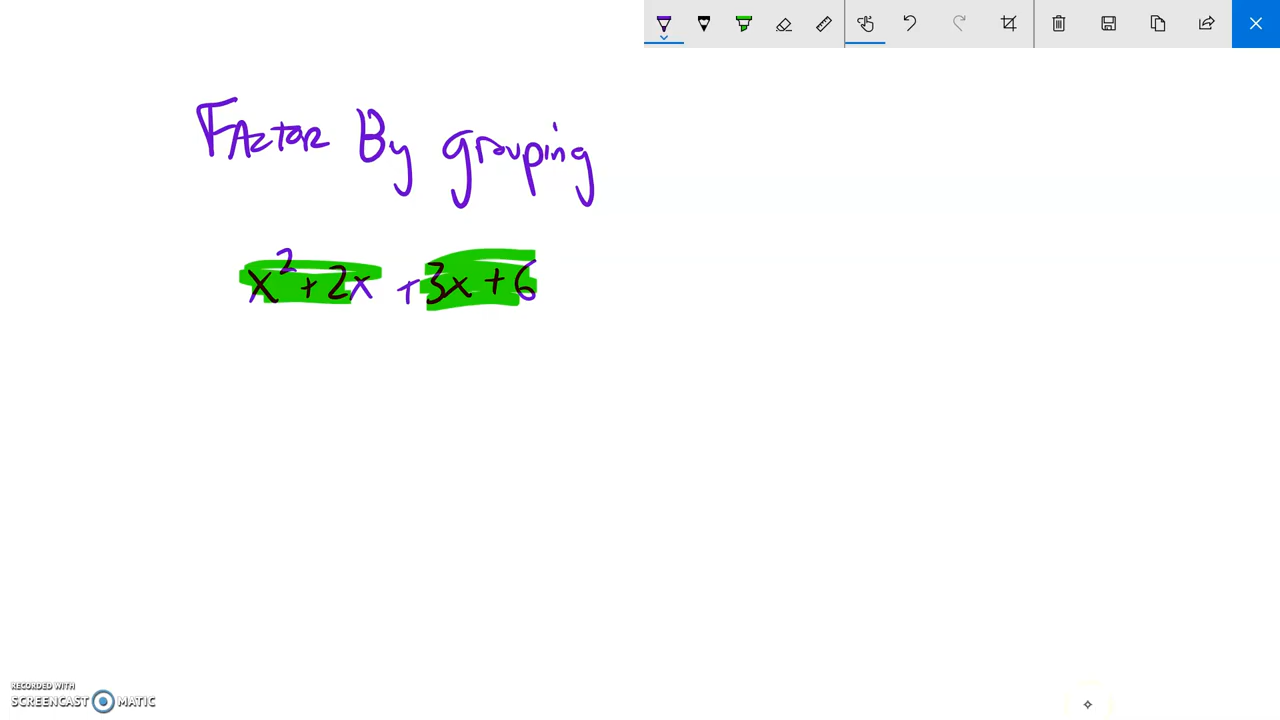 Factor By grouping
x² + 2x + 3x + 6
RECORDED WITH
SCREENCAST MATIC